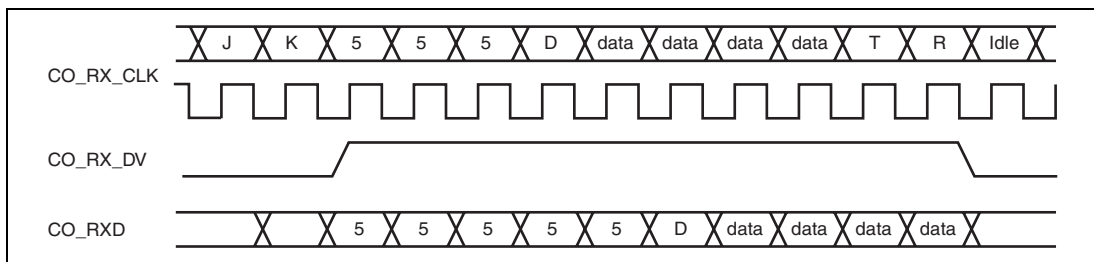 J K 5 5 5 D data data data data T R Idle
CO_RX_CLK
CO_RX_DV
CO_RXD 5 5 5 5 5 D data data data data